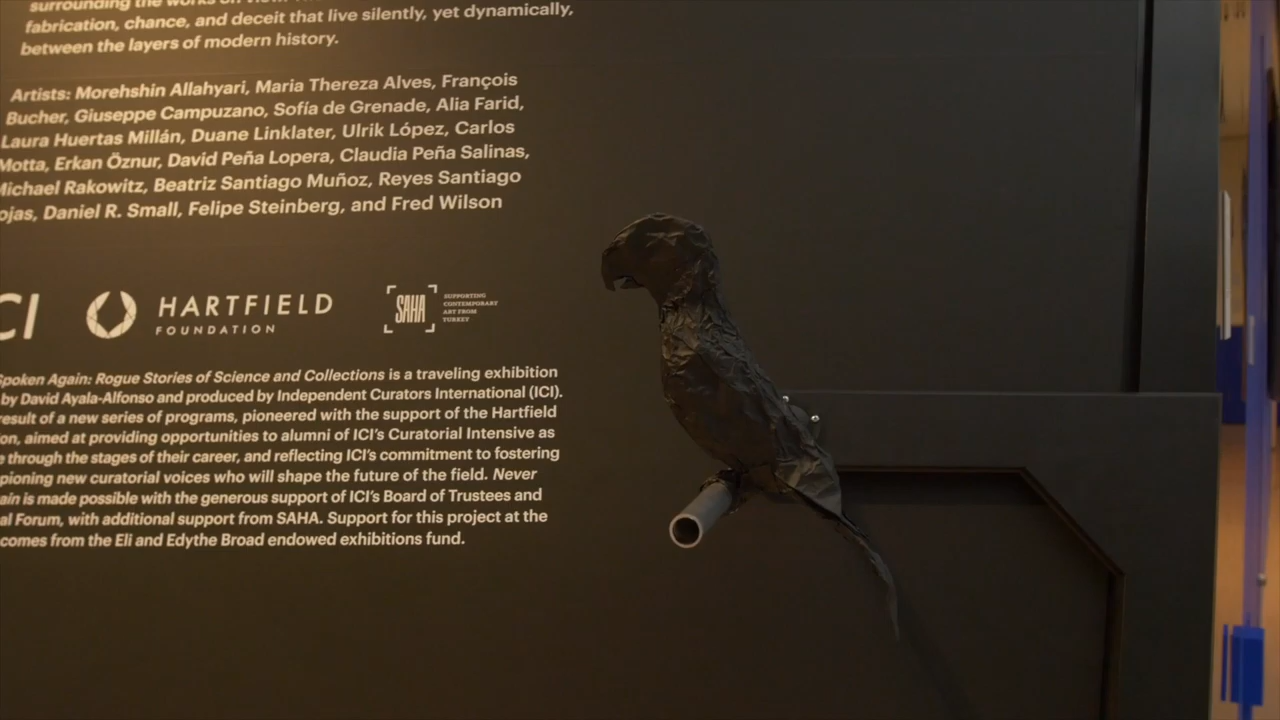 surrounding the works on
fabrication, chance, and deceit that live silently, yet dynamically,
between the layers of modern history.
Artists: Morehshin Allahyari, Maria Thereza Alves, François
Bucher, Giuseppe Campuzano, Sofía de Grenade, Alia Farid,
Laura Huertas Millán, Duane Linklater, Ulrik López, Carlos
Motta, Erkan Öznur, David Peña Lopera, Claudia Peña Salinas,
Michael Rakowitz, Beatriz Santiago Muñoz, Reyes Santiago
ojas, Daniel R. Small, Felipe Steinberg, and Fred Wilson
CI
HARTFIELD
FOUNDATION
SAHA
SUPPORTING
CONTEMPORARY
ART FROM
TURKEY
Spoken Again: Rogue Stories of Science and Collections is a traveling exhibition
by David Ayala-Alfonso and produced by Independent Curators International (ICI).
result of a new series of programs, pioneered with the support of the Hartfield
on, aimed at providing opportunities to alumni of ICI's Curatorial Intensive as
e through the stages of their career, and reflecting ICI's commitment to fostering
pioning new curatorial voices who will shape the future of the field. Never
ain is made possible with the generous support of ICI's Board of Trustees and
al Forum, with additional support from SAHA. Support for this project at the
comes from the Eli and Edythe Broad endowed exhibitions fund.